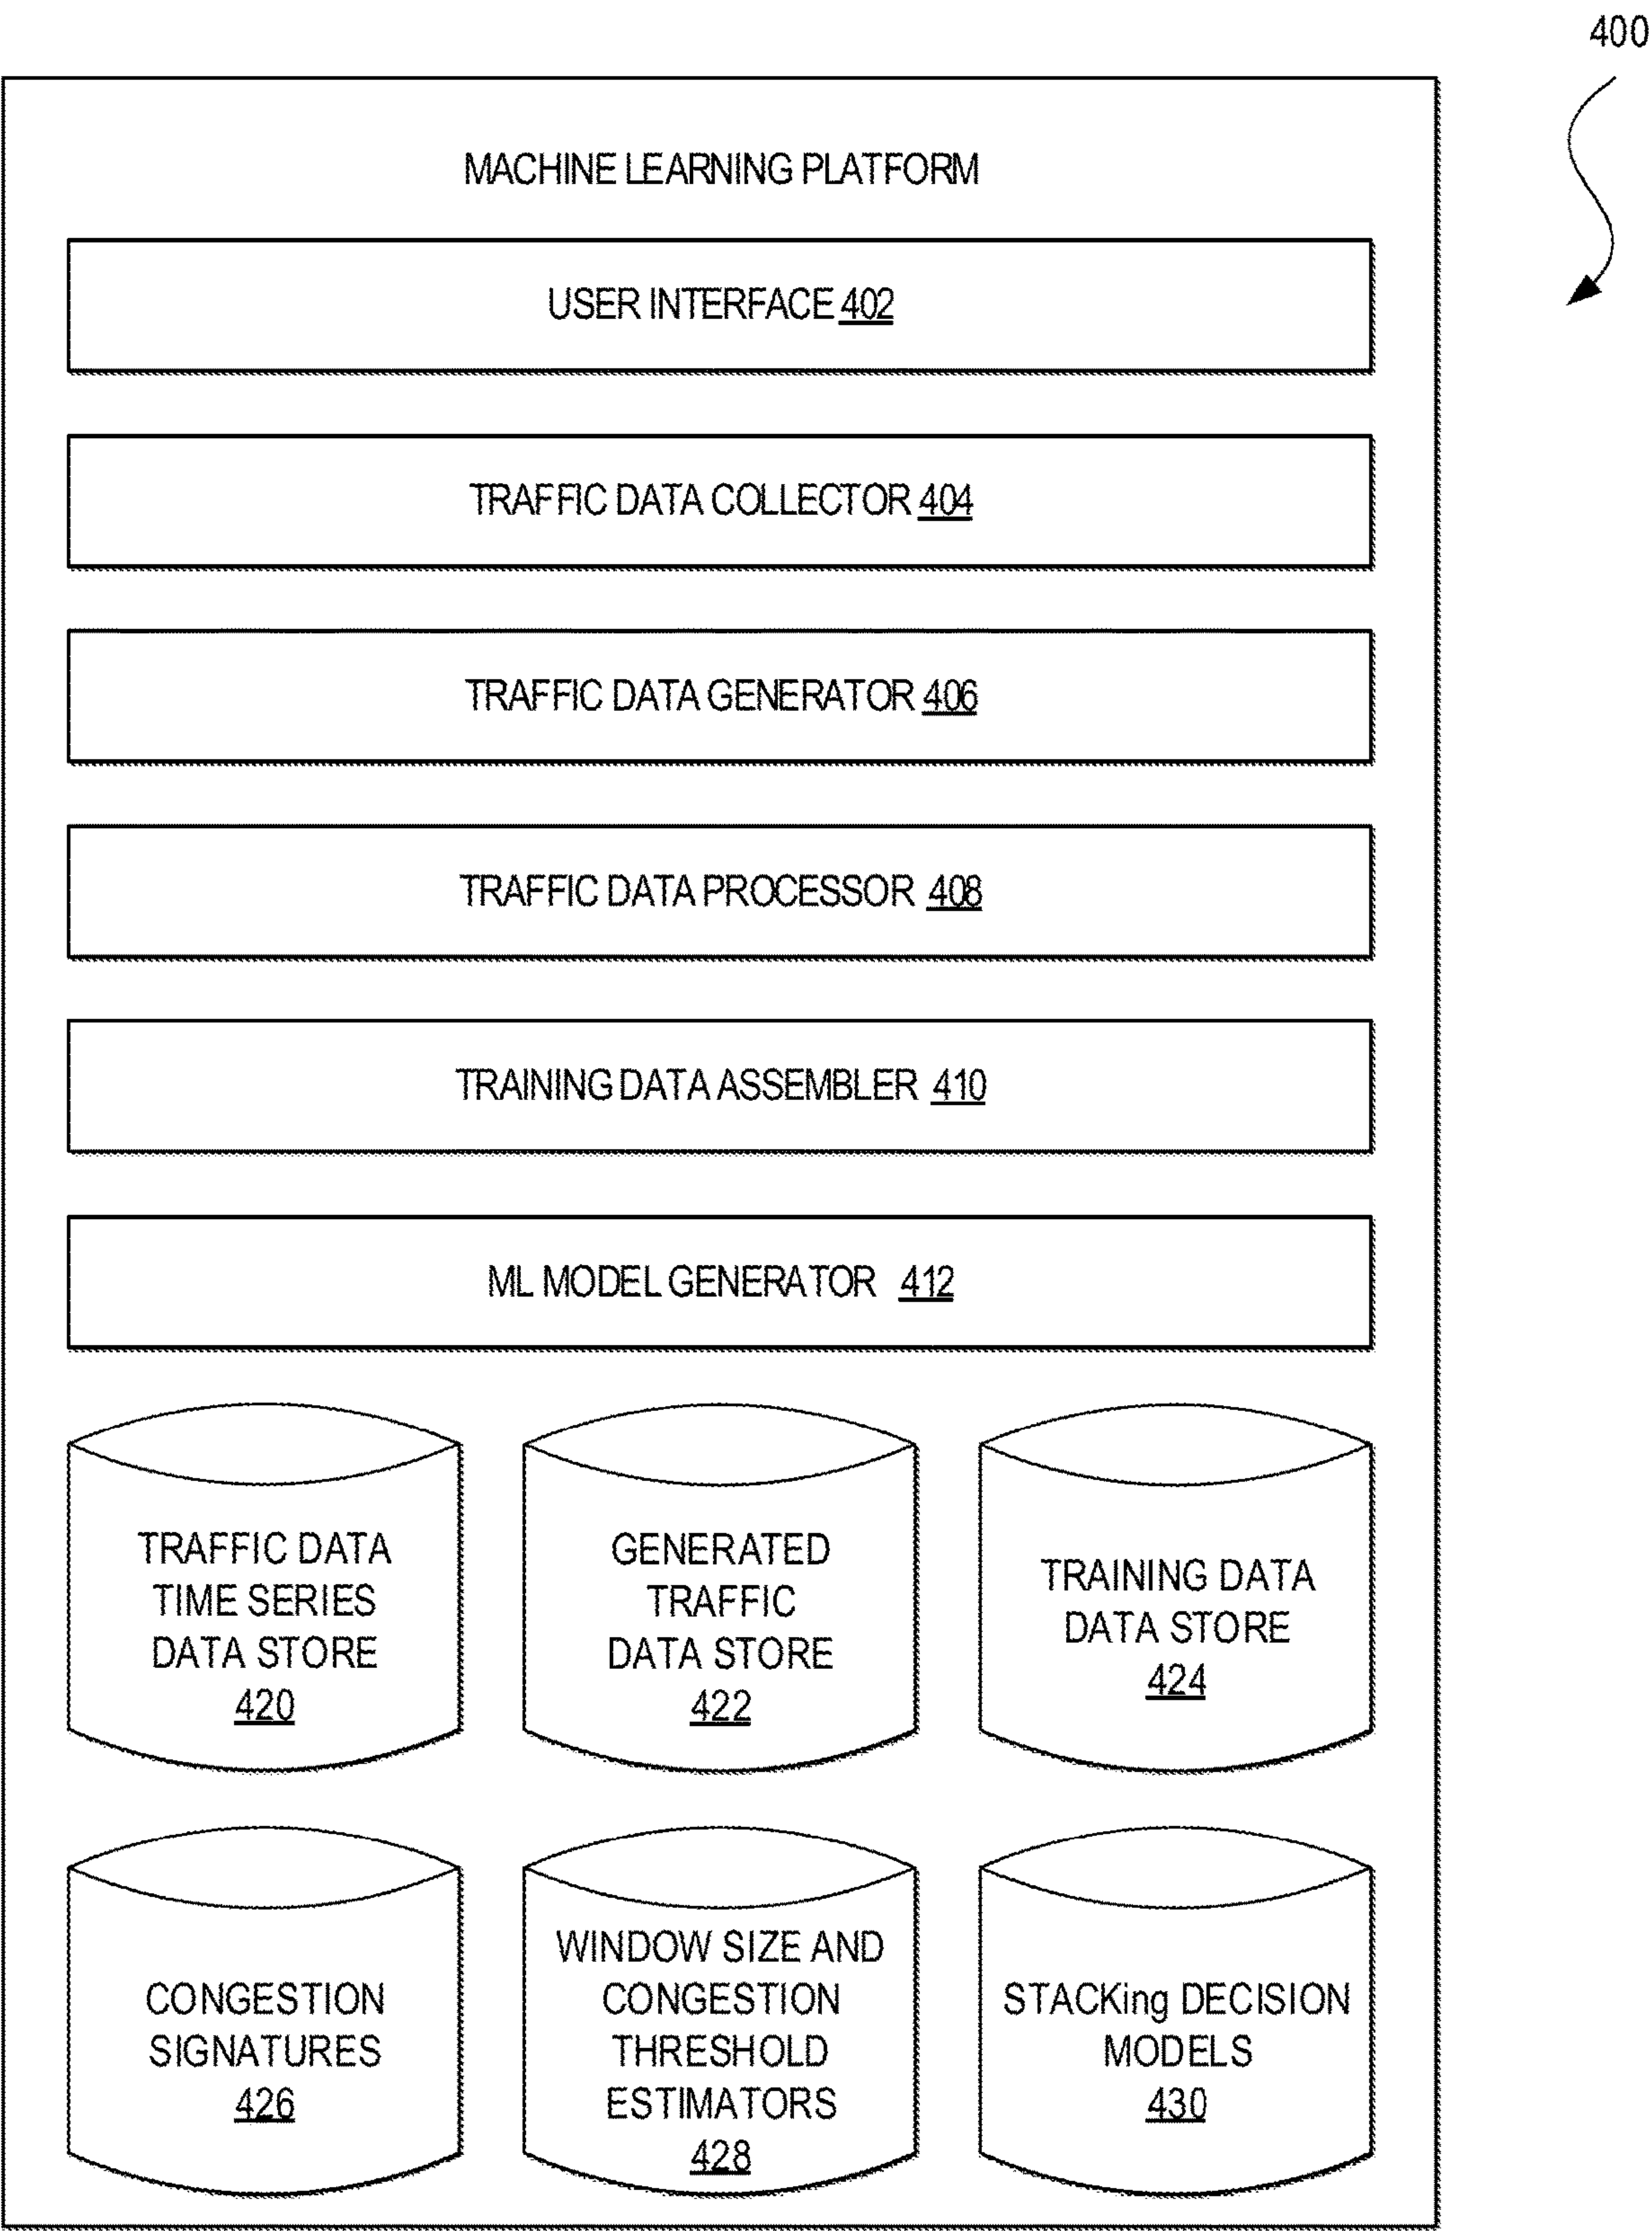 400
MACHINE LEARNING PLATFORM
USER INTERFACE 402
TRAFFIC DATA COLLECTOR 404
TRAFFIC DATA GENERATOR 406
TRAFFIC DATA PROCESSOR 408
TRAINING DATA ASSEMBLER 410
ML MODEL GENERATOR 412
TRAFFIC DATA
TIME SERIES
DATA STORE
420
GENERATED
TRAFFIC
DATA STORE
422
TRAINING DATA
DATA STORE
424
CONGESTION
SIGNATURES
426
WINDOW SIZE AND
CONGESTION
THRESHOLD
ESTIMATORS
428
STACKing DECISION
MODELS
430